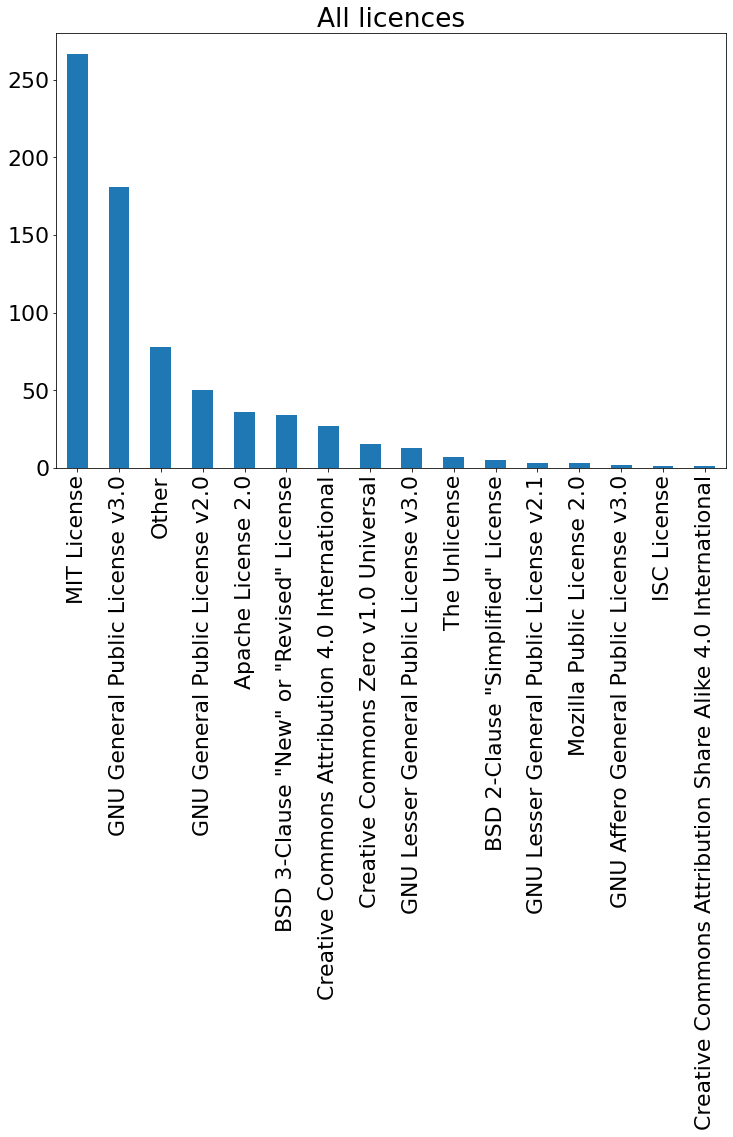 All licences
250
200
150
100
50
0
MIT License
GNU General Public License v3.0
Other
GNU General Public License v2.0
Apache License 2.0
BSD 3-Clause "New" or "Revised" License
Creative Commons Attribution 4.0 International
Creative Commons Zero v1.0 Universal
GNU Lesser General Public License v3.0
The Unlicense
BSD 2-Clause "Simplified" License
GNU Lesser General Public License v2.1
Mozilla Public License 2.0
GNU Affero General Public License v3.0
ISC License
Creative Commons Attribution Share Alike 4.0 International